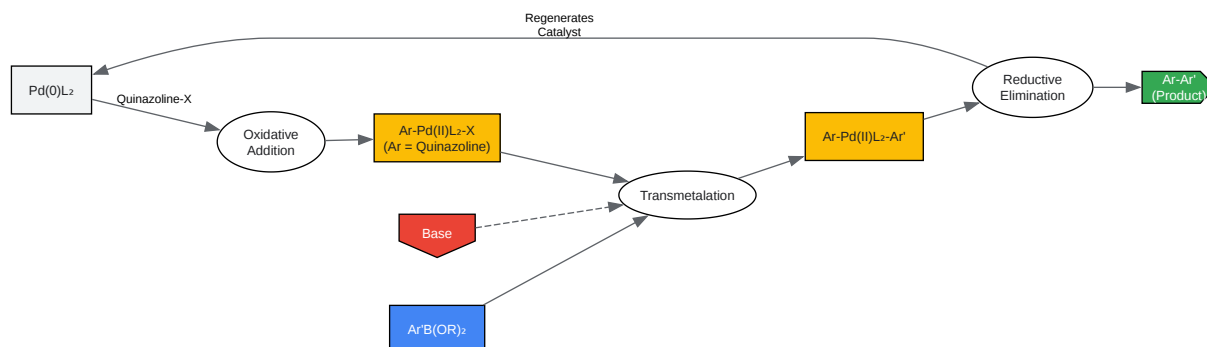 Regenerates
Catalyst
Pd(0)L₂
Quinazoline-X
Oxidative
Addition
Ar-Pd(II)L₂-X
(Ar = Quinazoline)
Base
Ar'B(OR)₂
Transmetalation
Ar-Pd(II)L₂-Ar'
Reductive
Elimination
Ar-Ar'
(Product)